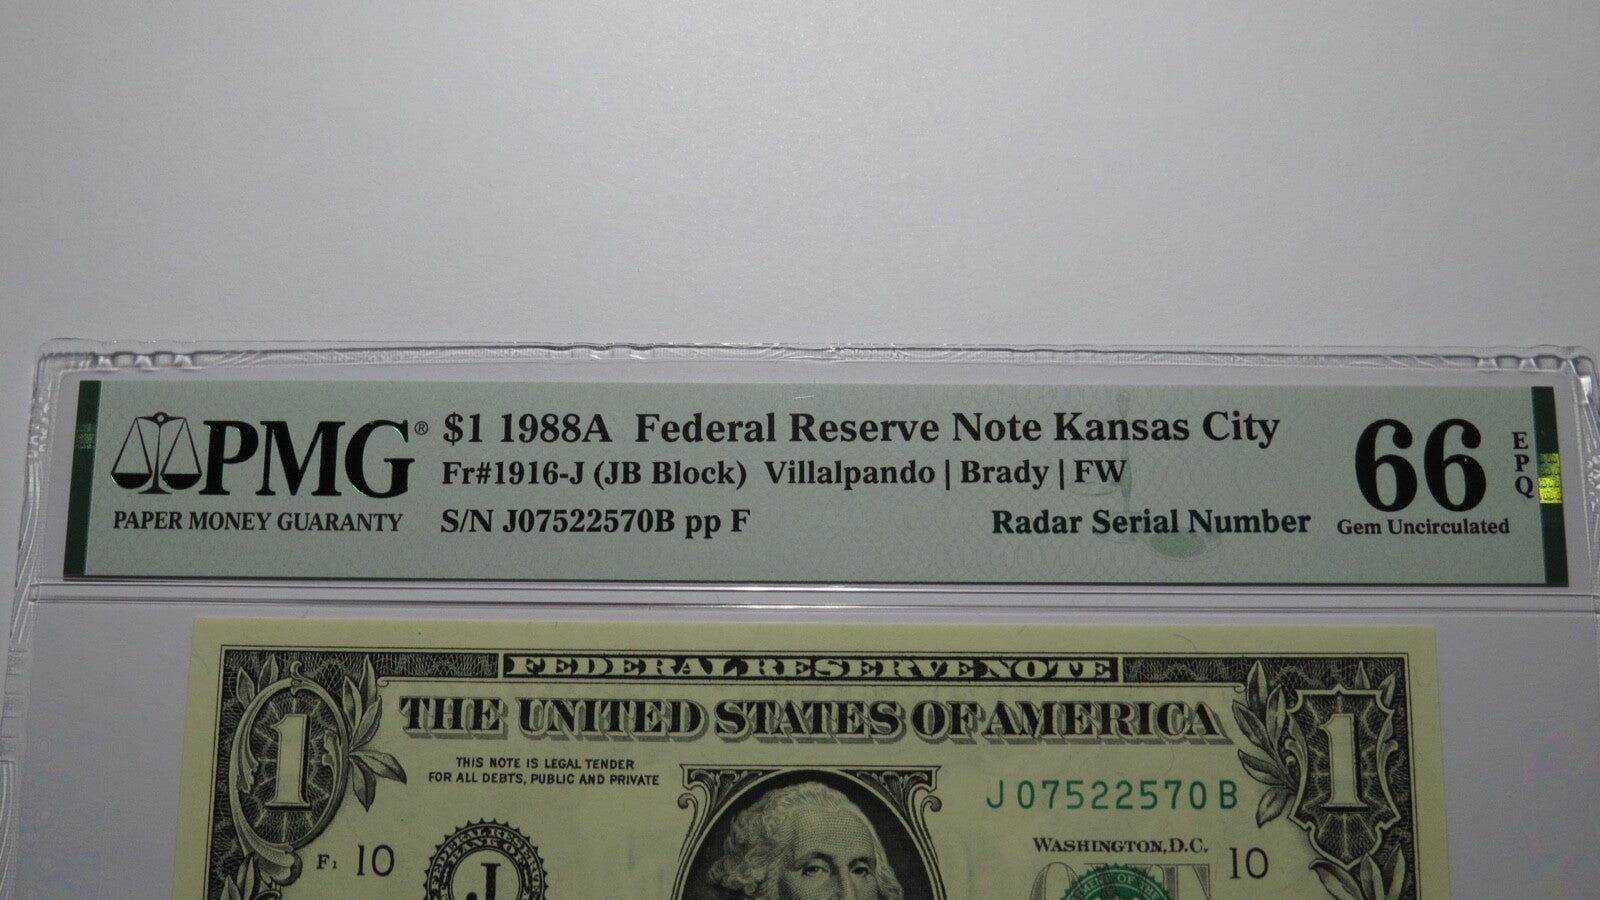 PMG®
PAPER MONEY GUARANTY
$1 1988A Federal Reserve Note Kansas City
Fr#1916-J (JB Block) Villalpando | Brady | FW
S/N J07522570B pp F
Radar Serial Number
66
EPQ
Gem Uncirculated
FEDERAL RESERVE NOTE
THE UNITED STATES OF AMERICA
1
1
THIS NOTE IS LEGAL TENDER
FOR ALL DEBTS, PUBLIC AND PRIVATE
J 07522570 B
WASHINGTON, D.C.
F1 10
10
J